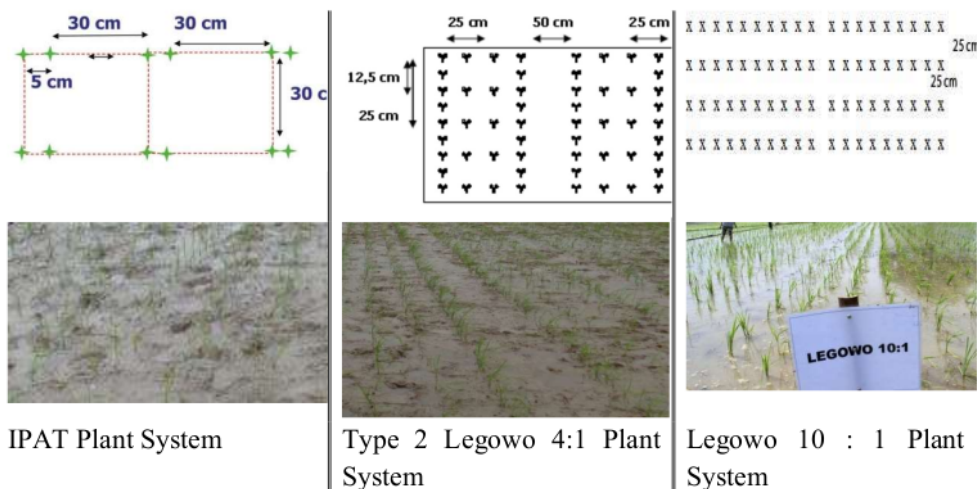 30 cm
30 cm
5 cm
30 c
IPAT Plant System
25 cm
50 cm
25 cm
12,5 cm
25 cm
Type 2 Legowo 4:1 Plant
System
X X X X X X X X X X X X X X X X X X X X
25 cm
X X X X X X X X X X X X X X X X X X X X
25 cm
X X X X X X X X X X X X X X X X X X X X
X X X X X X X X X X X X X X X X X X X X
LEGOWO 10:1
Legowo 10 : 1 Plant
System